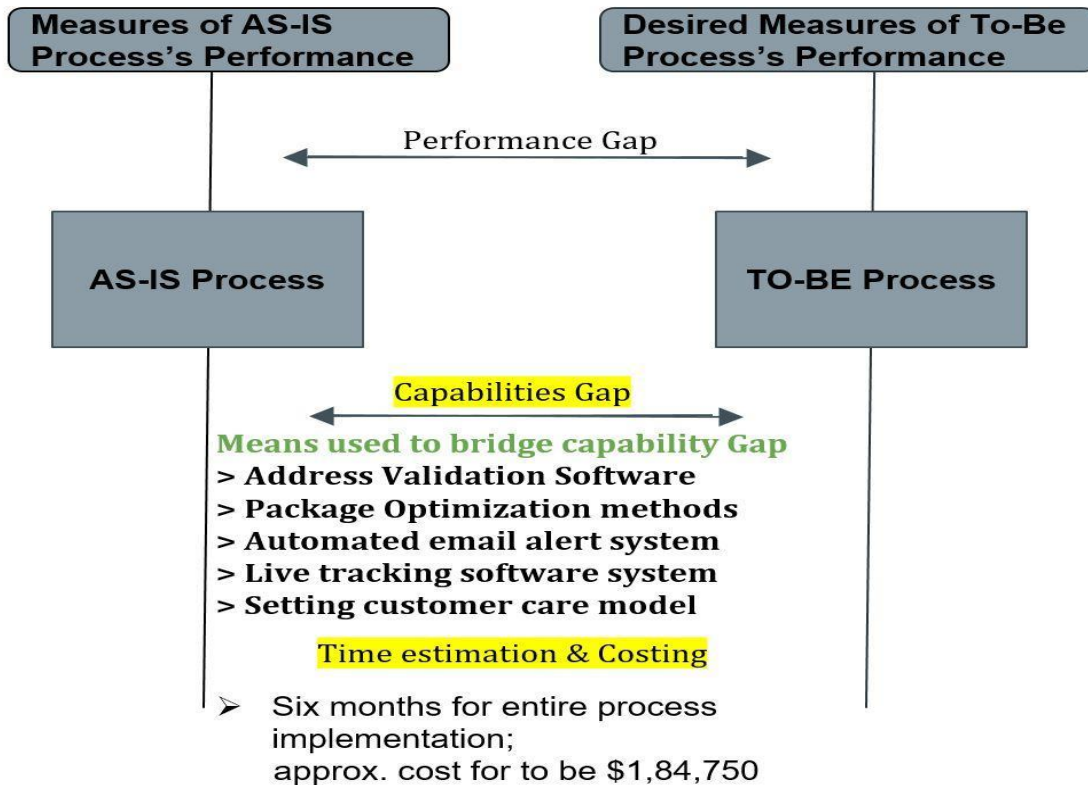 Measures of AS-IS
Process's Performance
Desired Measures of To-Be
Process's Performance
Performance Gap
AS-IS Process
TO-BE Process
Capabilities Gap
Means used to bridge capability Gap
> Address Validation Software
> Package Optimization methods
> Automated email alert system
> Live tracking software system
> Setting customer care model
Time estimation & Costing
➢ Six months for entire process
implementation;
approx. cost for to be $1,84,750